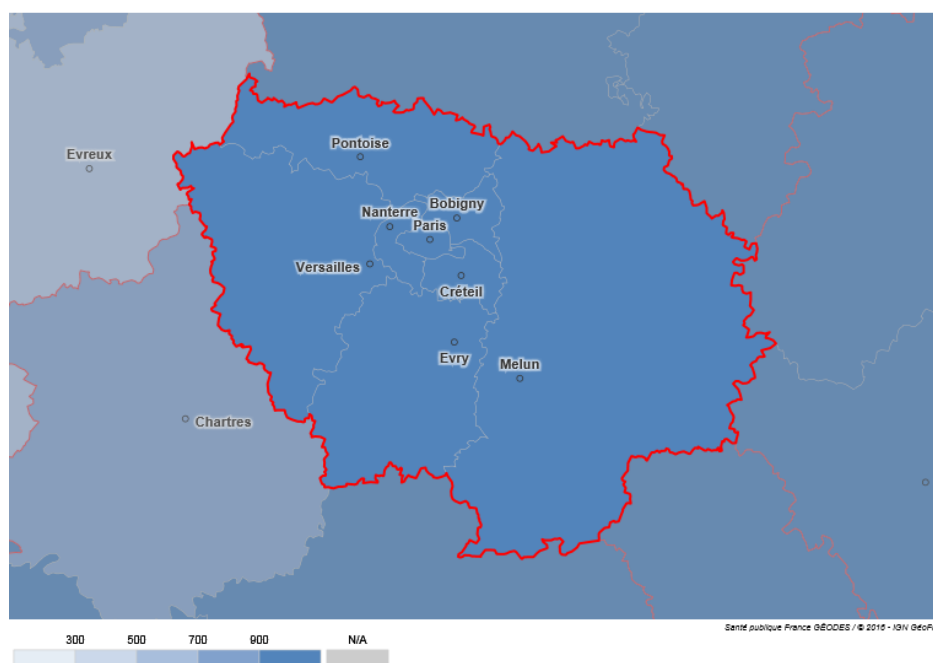 Pontoise
Evreux
Bobigny
Nanterre
Paris
Versailles
Créteil
Evry
Melun
Chartres
Santé publique France GÉODES / © 2016 - IGN GéoF
300 500 700 900 N/A